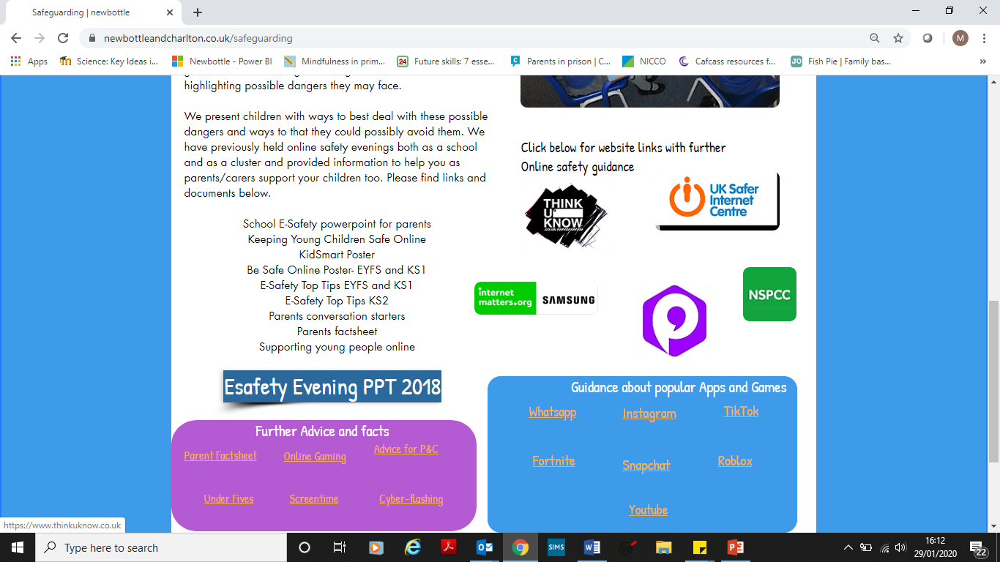 Safeguarding | newbottle
newbottleandcharlton.co.uk/safeguarding
M
Apps
Science: Key Ideas i...
Newbottle - Power BI
Mindfulness in prim...
24
Future skills: 7 esse...
Parents in prison | C...
NICCO
Cafcass resources f...
JO
Fish Pie | Family bas...
»
highlighting possible dangers they may face.
We present children with ways to best deal with these possible
dangers and ways to that they could possibly avoid them. We
have previously held online safety evenings both as a school
and as a cluster and provided information to help you as
parents/carers support your children too. Please find links and
documents below.
School E-Safety powerpoint for parents
Keeping Young Children Safe Online
KidSmart Poster
Be Safe Online Poster- EYFS and KS1
E-Safety Top Tips EYFS and KS1
E-Safety Top Tips KS2
Parents conversation starters
Parents factsheet
Supporting young people online
Esafety Evening PPT 2018
Further Advice and facts
Parent Factsheet
Online Gaming
Advice for P&C
Under Fives
Screentime
Cyber-flashing
Click below for website links with further
Online safety guidance
THINK
U
KNOW
.CO.UK
UK Safer
Internet
Centre
internet
matters.org
SAMSUNG
NSPCC
Guidance about popular Apps and Games
Whatsapp
Instagram
TikTok
Fortnite
Snapchat
Roblox
Youtube
https://www.thinkuknow.co.uk
Type here to search
SIMS
16:12
29/01/2020
22